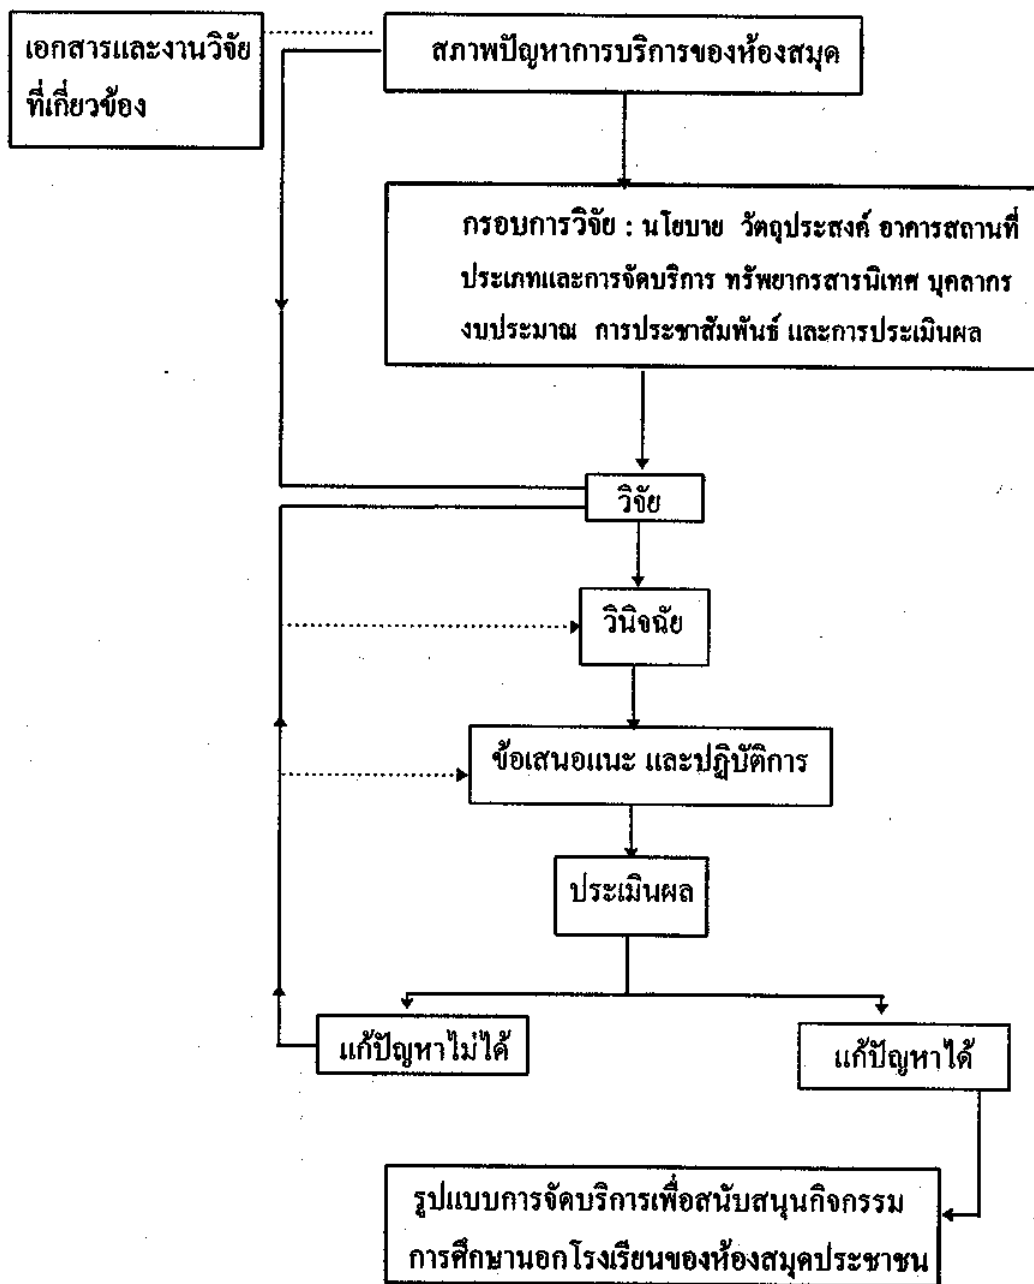 เอกสารและงานวิจัย
ที่เกี่ยวข้อง
สภาพปัญหาการบริการของห้องสมุด
กรอบการวิจัย : นโยบาย วัตถุประสงค์ อาคารสถานที่
ประเภทและการจัดบริการ ทรัพยากรสารนิเทศ บุคลากร
งบประมาณ การประชาสัมพันธ์ และการประเมินผล
วิจัย
วินิจฉัย
ข้อเสนอแนะ และปฏิบัติการ
ประเมินผล
แก้ปัญหาไม่ได้
แก้ปัญหาได้
รูปแบบการจัดบริการเพื่อสนับสนุนกิจกรรม
การศึกษานอกโรงเรียนของห้องสมุดประชาชน